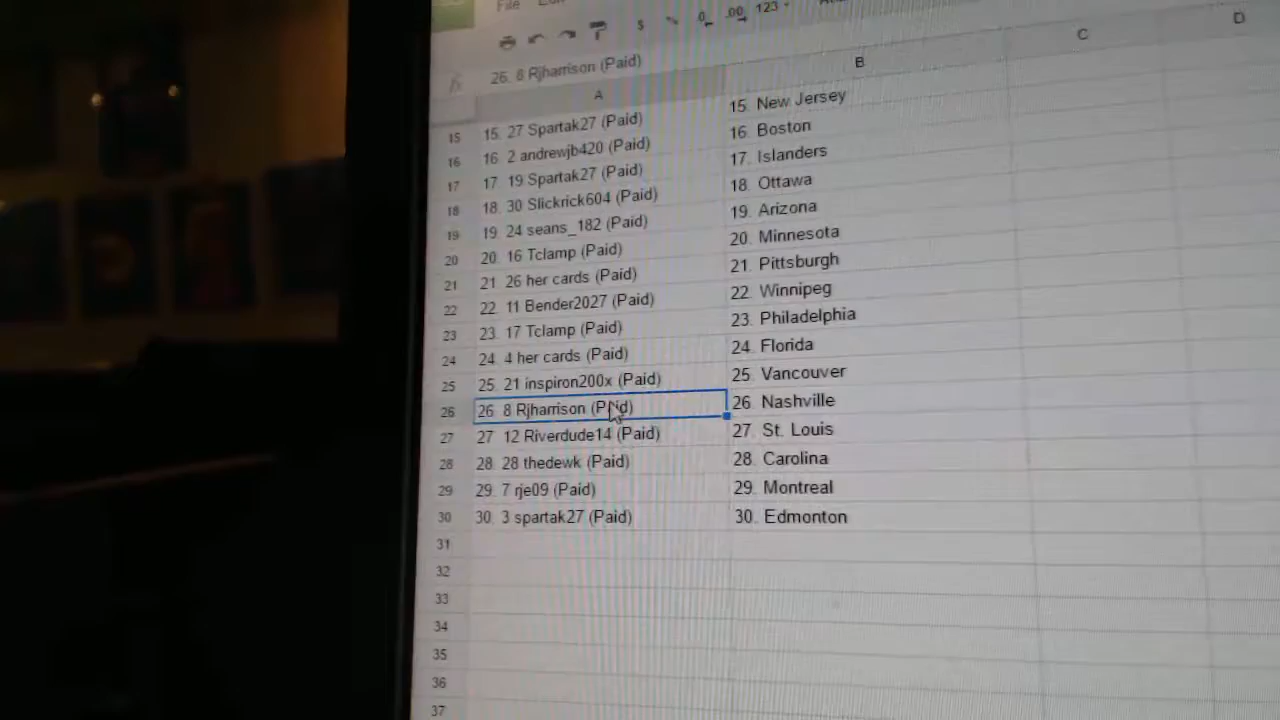 File
$ % .0 .00 123
fx 26. 8 Rjharrison (Paid)
A B C D
15 15. 27 Spartak27 (Paid) 15. New Jersey
16 16. 2 andrewjb420 (Paid) 16. Boston
17 17. 19 Spartak27 (Paid) 17. Islanders
18 18. 30 Slickrick604 (Paid) 18. Ottawa
19 19. 24 seans_182 (Paid) 19. Arizona
20 20. 16 Tclamp (Paid) 20. Minnesota
21 21. 26 her cards (Paid) 21. Pittsburgh
22 22. 11 Bender2027 (Paid) 22. Winnipeg
23 23. 17 Tclamp (Paid) 23. Philadelphia
24 24. 4 her cards (Paid) 24. Florida
25 25. 21 inspiron200x (Paid) 25. Vancouver
26 26. 8 Rjharrison (Paid) 26. Nashville
27 27. 12 Riverdude14 (Paid) 27. St. Louis
28 28. 28 thedewk (Paid) 28. Carolina
29 29. 7 rje09 (Paid) 29. Montreal
30 30. 3 spartak27 (Paid) 30. Edmonton
31
32
33
34
35
36
37